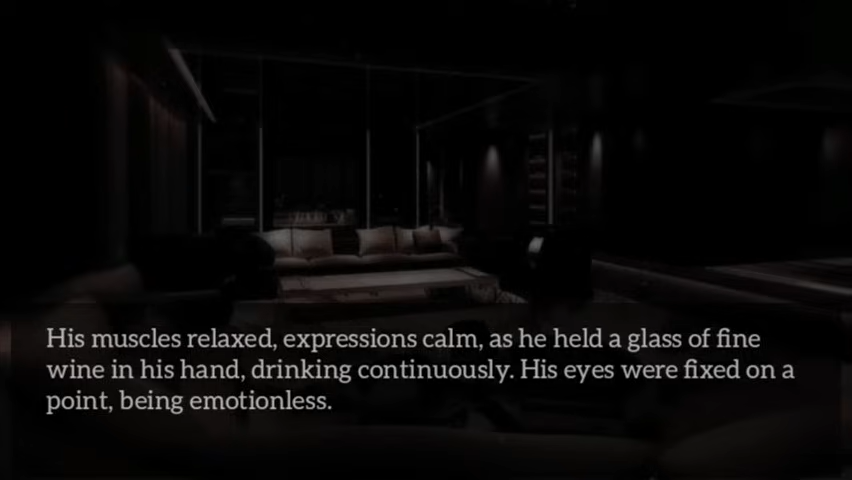 His muscles relaxed, expressions calm, as he held a glass of fine
wine in his hand, drinking continuously. His eyes were fixed on a
point, being emotionless.